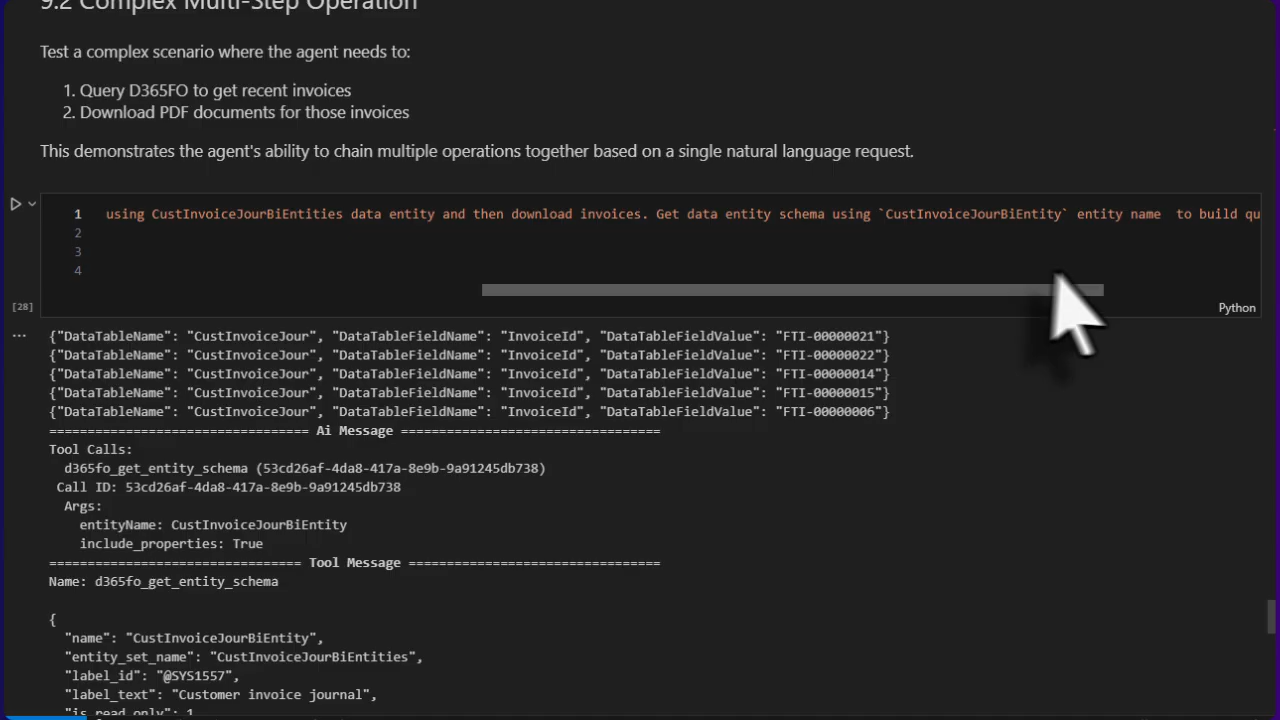 9.2 Complex Multi-Step Operation
Test a complex scenario where the agent needs to:
1. Query D365FO to get recent invoices
2. Download PDF documents for those invoices
This demonstrates the agent's ability to chain multiple operations together based on a single natural language request.
1 using CustInvoiceJourBiEntities data entity and then download invoices. Get data entity schema using `CustInvoiceJourBiEntity` entity name  to build qu
2
3
4
[28]
Python
{"DataTableName": "CustInvoiceJour", "DataTableFieldName": "InvoiceId", "DataTableFieldValue": "FTI-00000021"}
{"DataTableName": "CustInvoiceJour", "DataTableFieldName": "InvoiceId", "DataTableFieldValue": "FTI-00000022"}
{"DataTableName": "CustInvoiceJour", "DataTableFieldName": "InvoiceId", "DataTableFieldValue": "FTI-00000014"}
{"DataTableName": "CustInvoiceJour", "DataTableFieldName": "InvoiceId", "DataTableFieldValue": "FTI-00000015"}
{"DataTableName": "CustInvoiceJour", "DataTableFieldName": "InvoiceId", "DataTableFieldValue": "FTI-00000006"}
================================== Ai Message ==================================
Tool Calls:
d365fo_get_entity_schema (53cd26af-4da8-417a-8e9b-9a91245db738)
Call ID: 53cd26af-4da8-417a-8e9b-9a91245db738
Args:
entityName: CustInvoiceJourBiEntity
include_properties: True
================================= Tool Message =================================
Name: d365fo_get_entity_schema
{
"name": "CustInvoiceJourBiEntity",
"entity_set_name": "CustInvoiceJourBiEntities",
"label_id": "@SYS1557",
"label_text": "Customer invoice journal",
"is_read_only": 1,